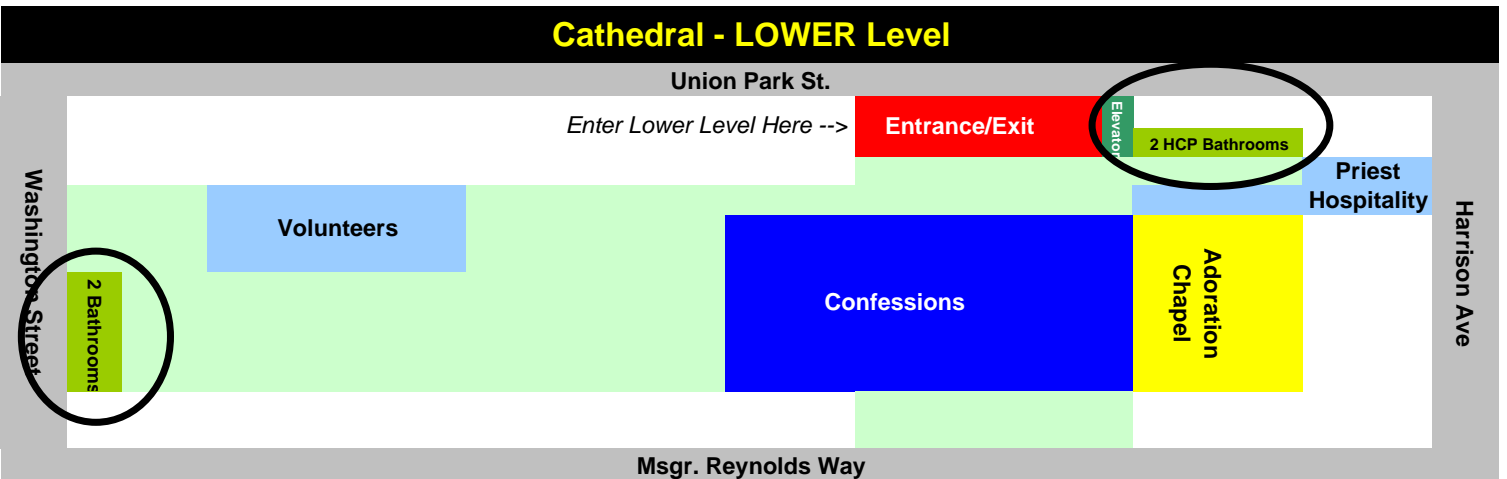 Cathedral - LOWER Level
Union Park St.
Enter Lower Level Here -->
Entrance/Exit
Elevator
2 HCP Bathrooms
Priest
Hospitality
Washington Street
Volunteers
2 Bathrooms
Confessions
Adoration
Chapel
Harrison Ave
Msgr. Reynolds Way